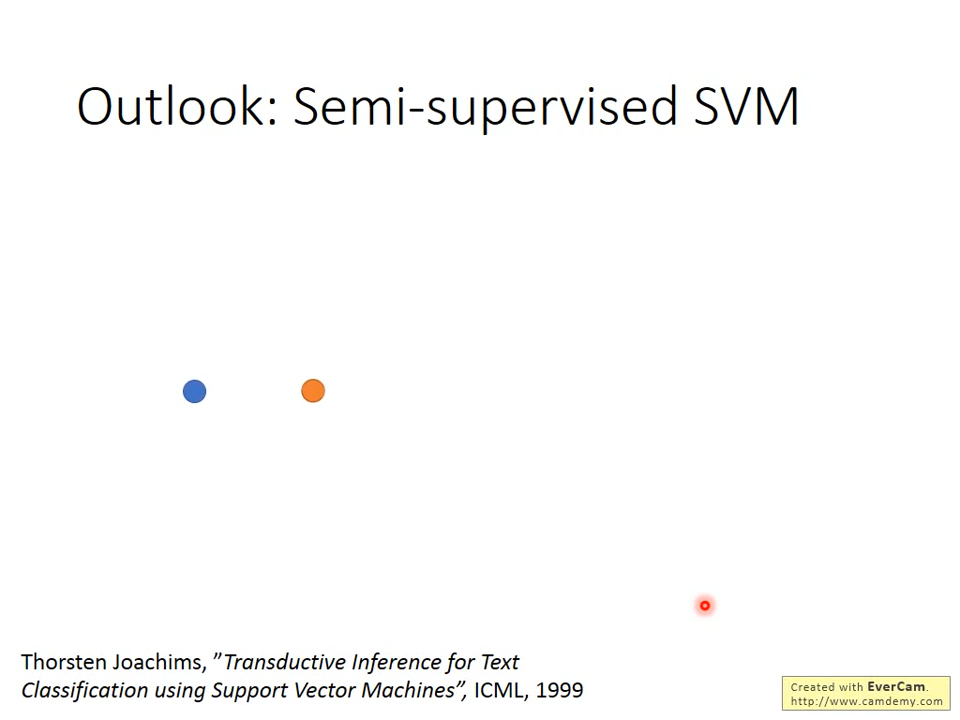 Outlook: Semi-supervised SVM
Thorsten Joachims, ”Transductive Inference for Text
Classification using Support Vector Machines”, ICML, 1999
Created with EverCam.
http://www.camdemy.com